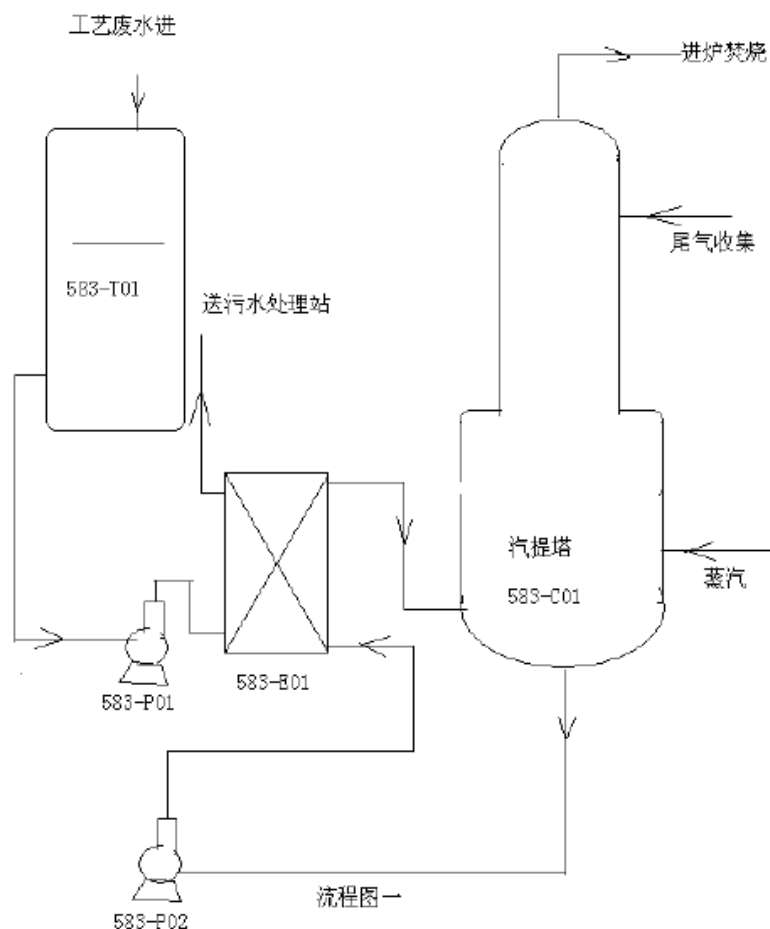 工艺废水进
进炉焚烧
尾气收集
583-T01
送污水处理站
汽提塔
蒸汽
583-C01
583-E01
583-P01
流程图一
583-P02